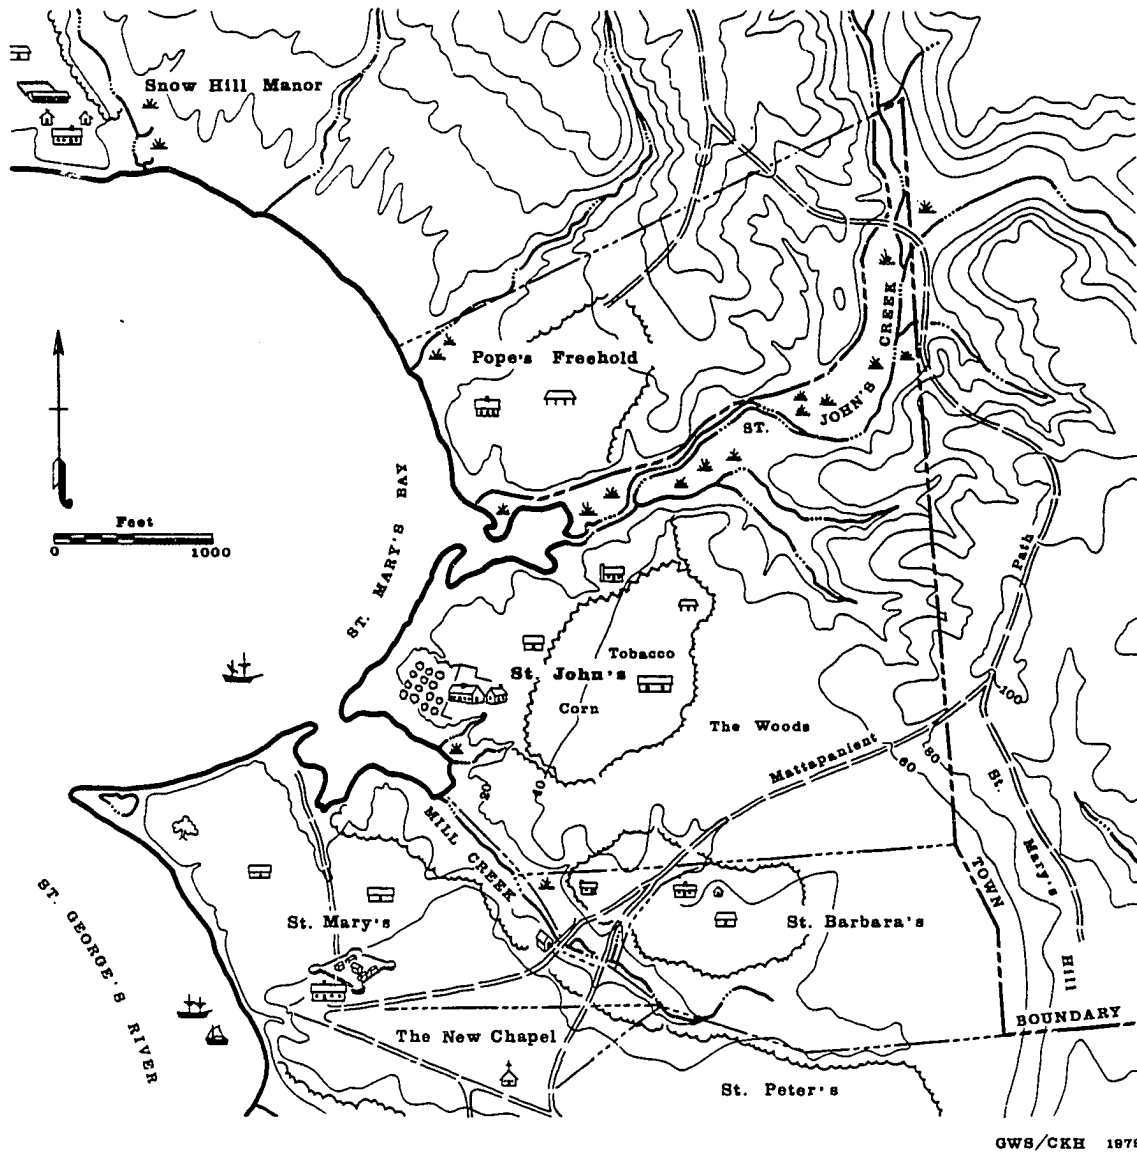 Snow Hill Manor
Pope's Freehold
ST. JOHN'S CREEK
Feet
0 1000
ST. MARY'S BAY
Path
Tobacco
St. John's
Corn
The Woods
100
Mattapanient
80
60
St. Mary's Hill
20
40
MILL CREEK
TOWN BOUNDARY
St. Mary's
St. Barbara's
ST. GEORGE'S RIVER
The New Chapel
St. Peter's
GWS/CKH 1979